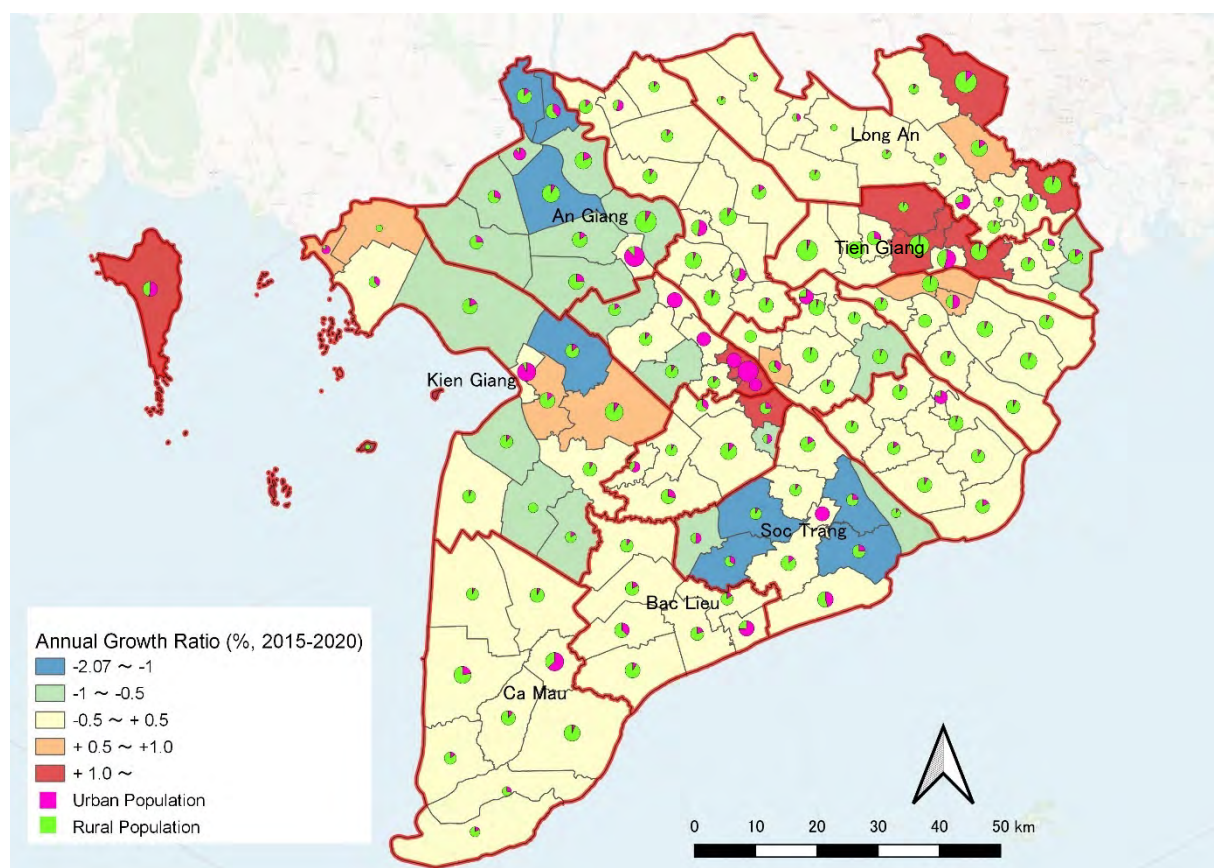 Long An
An Giang
Tien Giang
Kien Giang
Soc Trang
Bac Lieu
Ca Mau
Annual Growth Ratio (%, 2015-2020)
-2.07 ~ -1
-1 ~ -0.5
-0.5 ~ + 0.5
+ 0.5 ~ +1.0
+ 1.0 ~
Urban Population
Rural Population
0 10 20 30 40 50 km